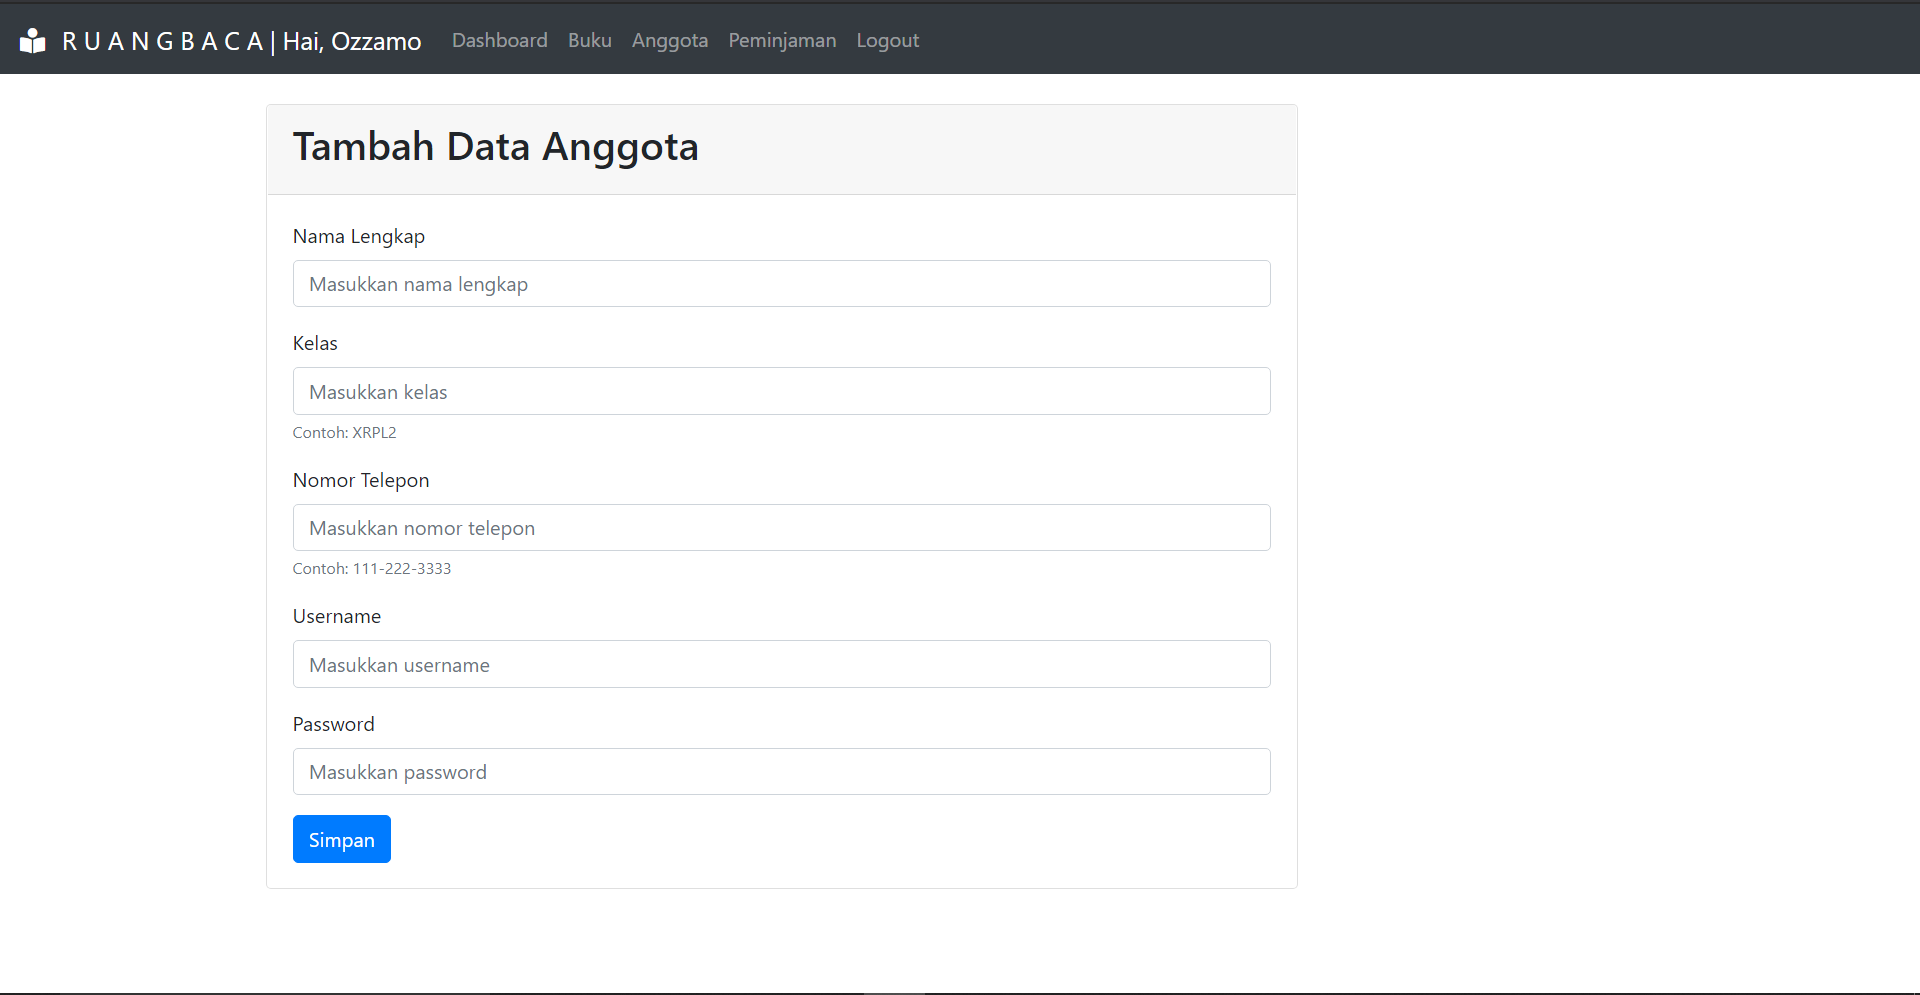 R U A N G B A C A | Hai, Ozzamo Dashboard Buku Anggota Peminjaman Logout
Tambah Data Anggota
Nama Lengkap
Masukkan nama lengkap
Kelas
Masukkan kelas
Contoh: XRPL2
Nomor Telepon
Masukkan nomor telepon
Contoh: 111-222-3333
Username
Masukkan username
Password
Masukkan password
Simpan